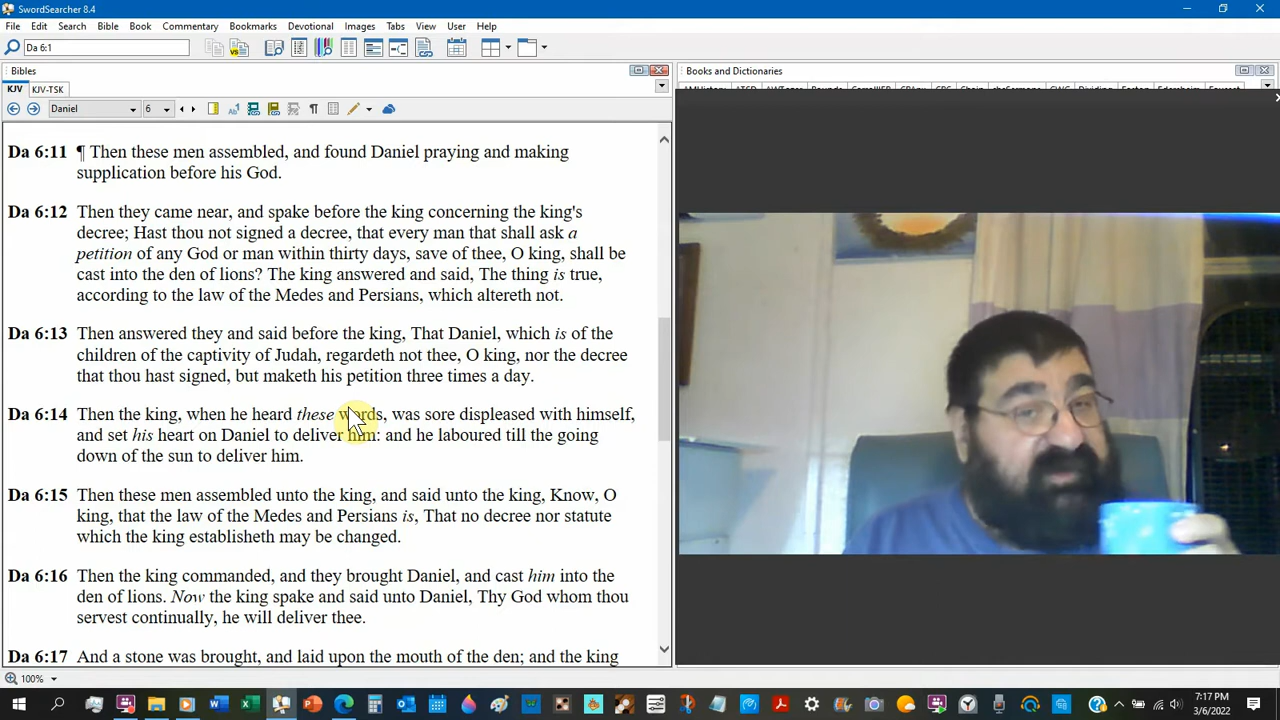 SwordSearcher 8.4
File Edit Search Bible Book Commentary Bookmarks Devotional Images Tabs View User Help
Da 6:1
Bibles
Books and Dictionaries
KJV KJV-TSK
Daniel 6
Da 6:11 ¶ Then these men assembled, and found Daniel praying and making
supplication before his God.
Da 6:12 Then they came near, and spake before the king concerning the king's
decree; Hast thou not signed a decree, that every man that shall ask a
petition of any God or man within thirty days, save of thee, O king, shall be
cast into the den of lions? The king answered and said, The thing is true,
according to the law of the Medes and Persians, which altereth not.
Da 6:13 Then answered they and said before the king, That Daniel, which is of the
children of the captivity of Judah, regardeth not thee, O king, nor the decree
that thou hast signed, but maketh his petition three times a day.
Da 6:14 Then the king, when he heard these words, was sore displeased with himself,
and set his heart on Daniel to deliver him: and he laboured till the going
down of the sun to deliver him.
Da 6:15 Then these men assembled unto the king, and said unto the king, Know, O
king, that the law of the Medes and Persians is, That no decree nor statute
which the king establisheth may be changed.
Da 6:16 Then the king commanded, and they brought Daniel, and cast him into the
den of lions. Now the king spake and said unto Daniel, Thy God whom thou
servest continually, he will deliver thee.
Da 6:17 And a stone was brought, and laid upon the mouth of the den; and the king
100%
7:17 PM
3/6/2022